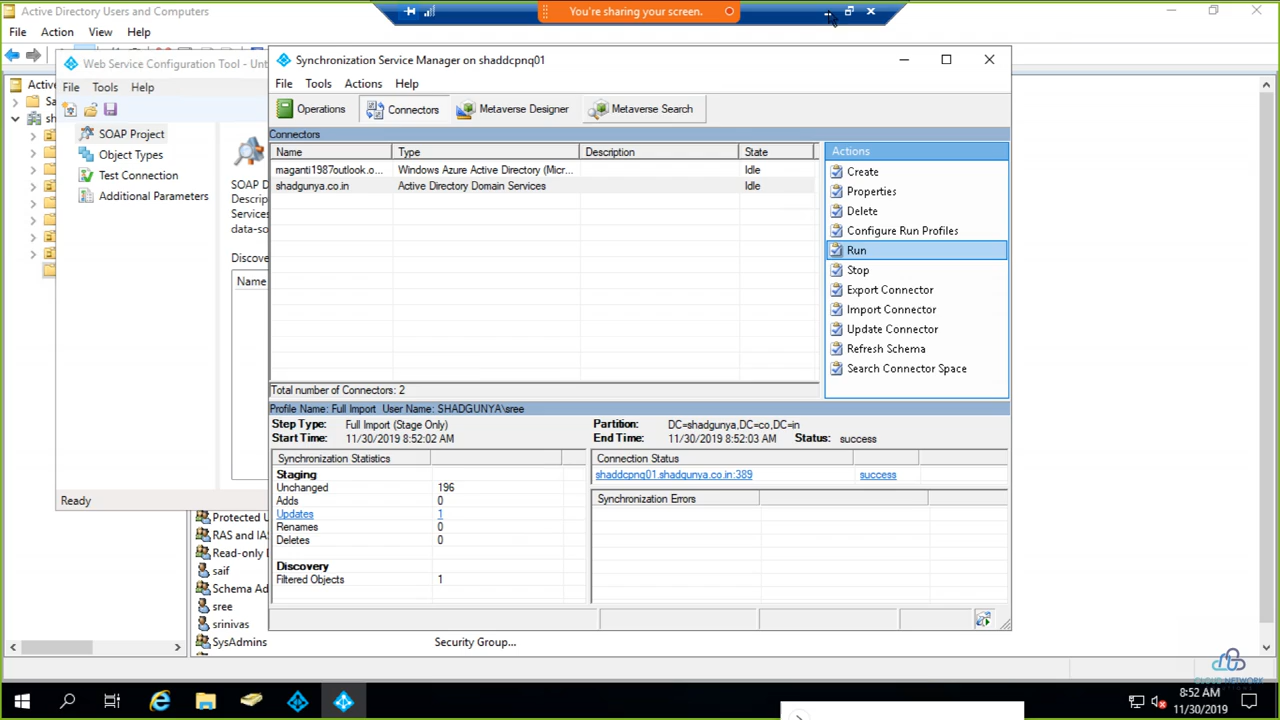 Active Directory Users and Computers
You're sharing your screen.
File Action View Help
Active
Sa
sh
Web Service Configuration Tool - Unt
File Tools Help
SOAP Project
Object Types
Test Connection
Additional Parameters
SOAP D
Descrip
Services
data-so
Discove
Name
Ready
Synchronization Service Manager on shaddcpnq01
File Tools Actions Help
Operations Connectors Metaverse Designer Metaverse Search
Connectors
Name Type Description State
maganti1987outlook.o... Windows Azure Active Directory (Micr... Idle
shadgunya.co.in Active Directory Domain Services Idle
Total number of Connectors: 2
Actions
Create
Properties
Delete
Configure Run Profiles
Run
Stop
Export Connector
Import Connector
Update Connector
Refresh Schema
Search Connector Space
Profile Name: Full Import User Name: SHADGUNYA\sree
Step Type: Full Import (Stage Only)
Start Time: 11/30/2019 8:52:02 AM
Partition: DC=shadgunya,DC=co,DC=in
End Time: 11/30/2019 8:52:03 AM Status: success
Synchronization Statistics
Staging
Unchanged 196
Adds 0
Updates 1
Renames 0
Deletes 0
Discovery
Filtered Objects 1
Connection Status
shaddcpnq01.shadgunya.co.in:389 success
Synchronization Errors
Protected U
RAS and IAS
Read-only D
saif
Schema Ad
sree
srinivas
SysAdmins Security Group...
8:52 AM
11/30/2019